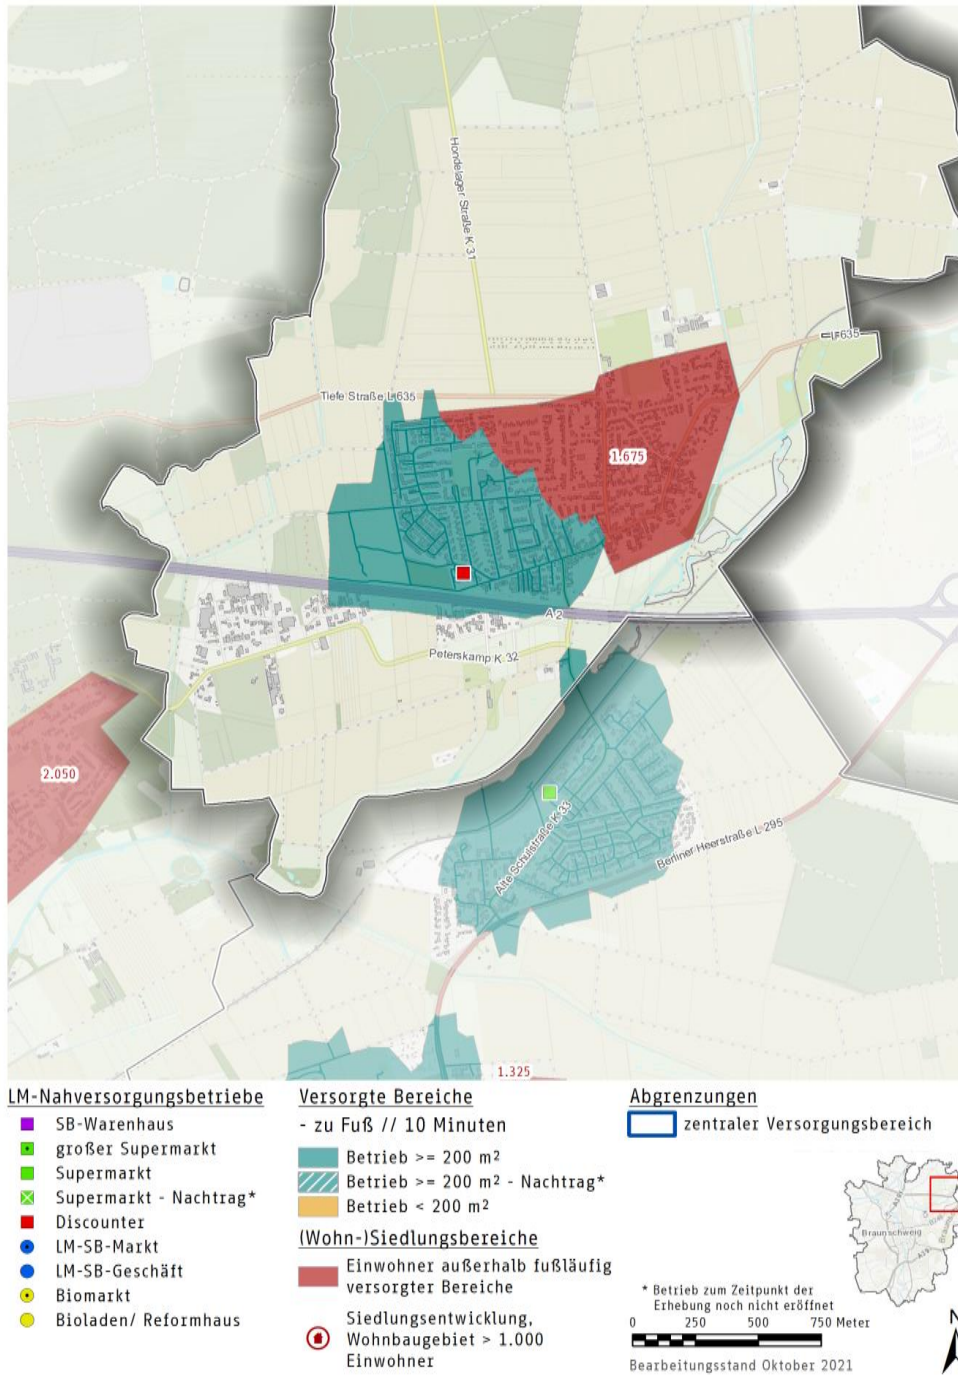 Hondelager Straße K 31
L 635
Tiefe Straße L 635
1.675
A 2
Peterskamp K 32
2.050
Alte Schulstraße K 33
Berliner Heerstraße L 295
1.325
LM-Nahversorgungsbetriebe
SB-Warenhaus
großer Supermarkt
Supermarkt
Supermarkt - Nachtrag*
Discounter
LM-SB-Markt
LM-SB-Geschäft
Biomarkt
Bioladen/ Reformhaus
Versorgte Bereiche
- zu Fuß // 10 Minuten
Betrieb >= 200 m²
Betrieb >= 200 m² - Nachtrag*
Betrieb < 200 m²
(Wohn-)Siedlungsbereiche
Einwohner außerhalb fußläufig
versorgter Bereiche
Siedlungsentwicklung,
Wohnbaugebiet > 1.000
Einwohner
Abgrenzungen
zentraler Versorgungsbereich
Braunschweig
* Betrieb zum Zeitpunkt der
Erhebung noch nicht eröffnet
0 250 500 750 Meter
N
Bearbeitungsstand Oktober 2021